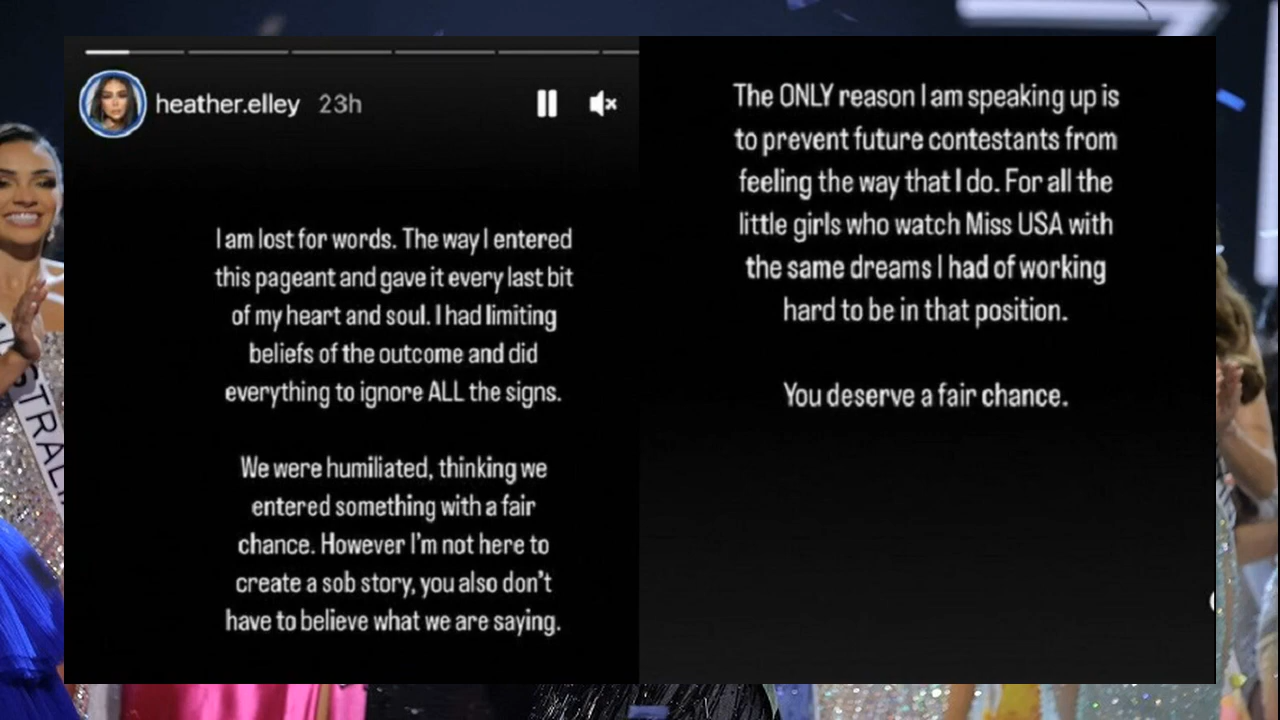 heather.elley 23h
I am lost for words. The way I entered
this pageant and gave it every last bit
of my heart and soul. I had limiting
beliefs of the outcome and did
everything to ignore ALL the signs.
We were humiliated, thinking we
entered something with a fair
chance. However I'm not here to
create a sob story, you also don't
have to believe what we are saying.
The ONLY reason I am speaking up is
to prevent future contestants from
feeling the way that I do. For all the
little girls who watch Miss USA with
the same dreams I had of working
hard to be in that position.
You deserve a fair chance.
STRAL